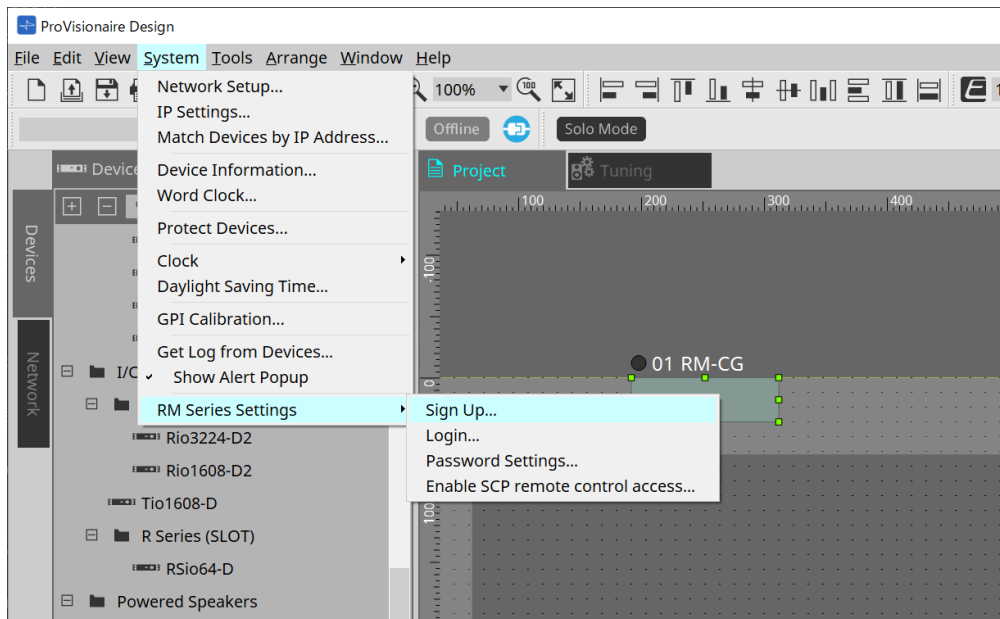 ProVisionaire Design
File Edit View System Tools Arrange Window Help
100%
100
Offline
Solo Mode
Network Setup...
IP Settings...
Match Devices by IP Address...
Device Information...
Word Clock...
Protect Devices...
Clock
Daylight Saving Time...
GPI Calibration...
Get Log from Devices...
Show Alert Popup
RM Series Settings
Sign Up...
Login...
Password Settings...
Enable SCP remote control access...
Devices
Network
Rio3224-D2
Rio1608-D2
Tio1608-D
R Series (SLOT)
RSio64-D
Powered Speakers
Project
Tuning
100 200 300 400
-100
0
100
01 RM-CG